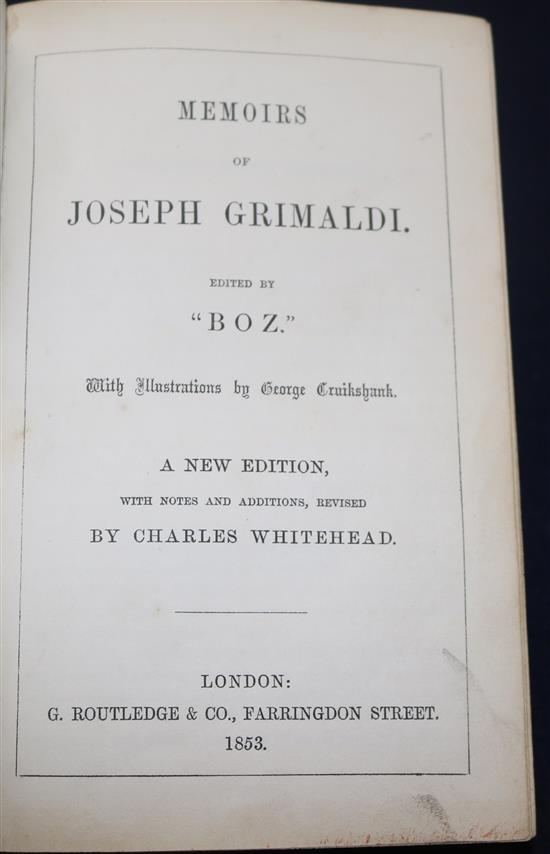 MEMOIRS
OF
JOSEPH GRIMALDI.
EDITED BY
"BOZ."
With Illustrations by George Cruikshank.
A NEW EDITION,
WITH NOTES AND ADDITIONS, REVISED
BY CHARLES WHITEHEAD.
LONDON:
G. ROUTLEDGE & CO., FARRINGDON STREET.
1853.